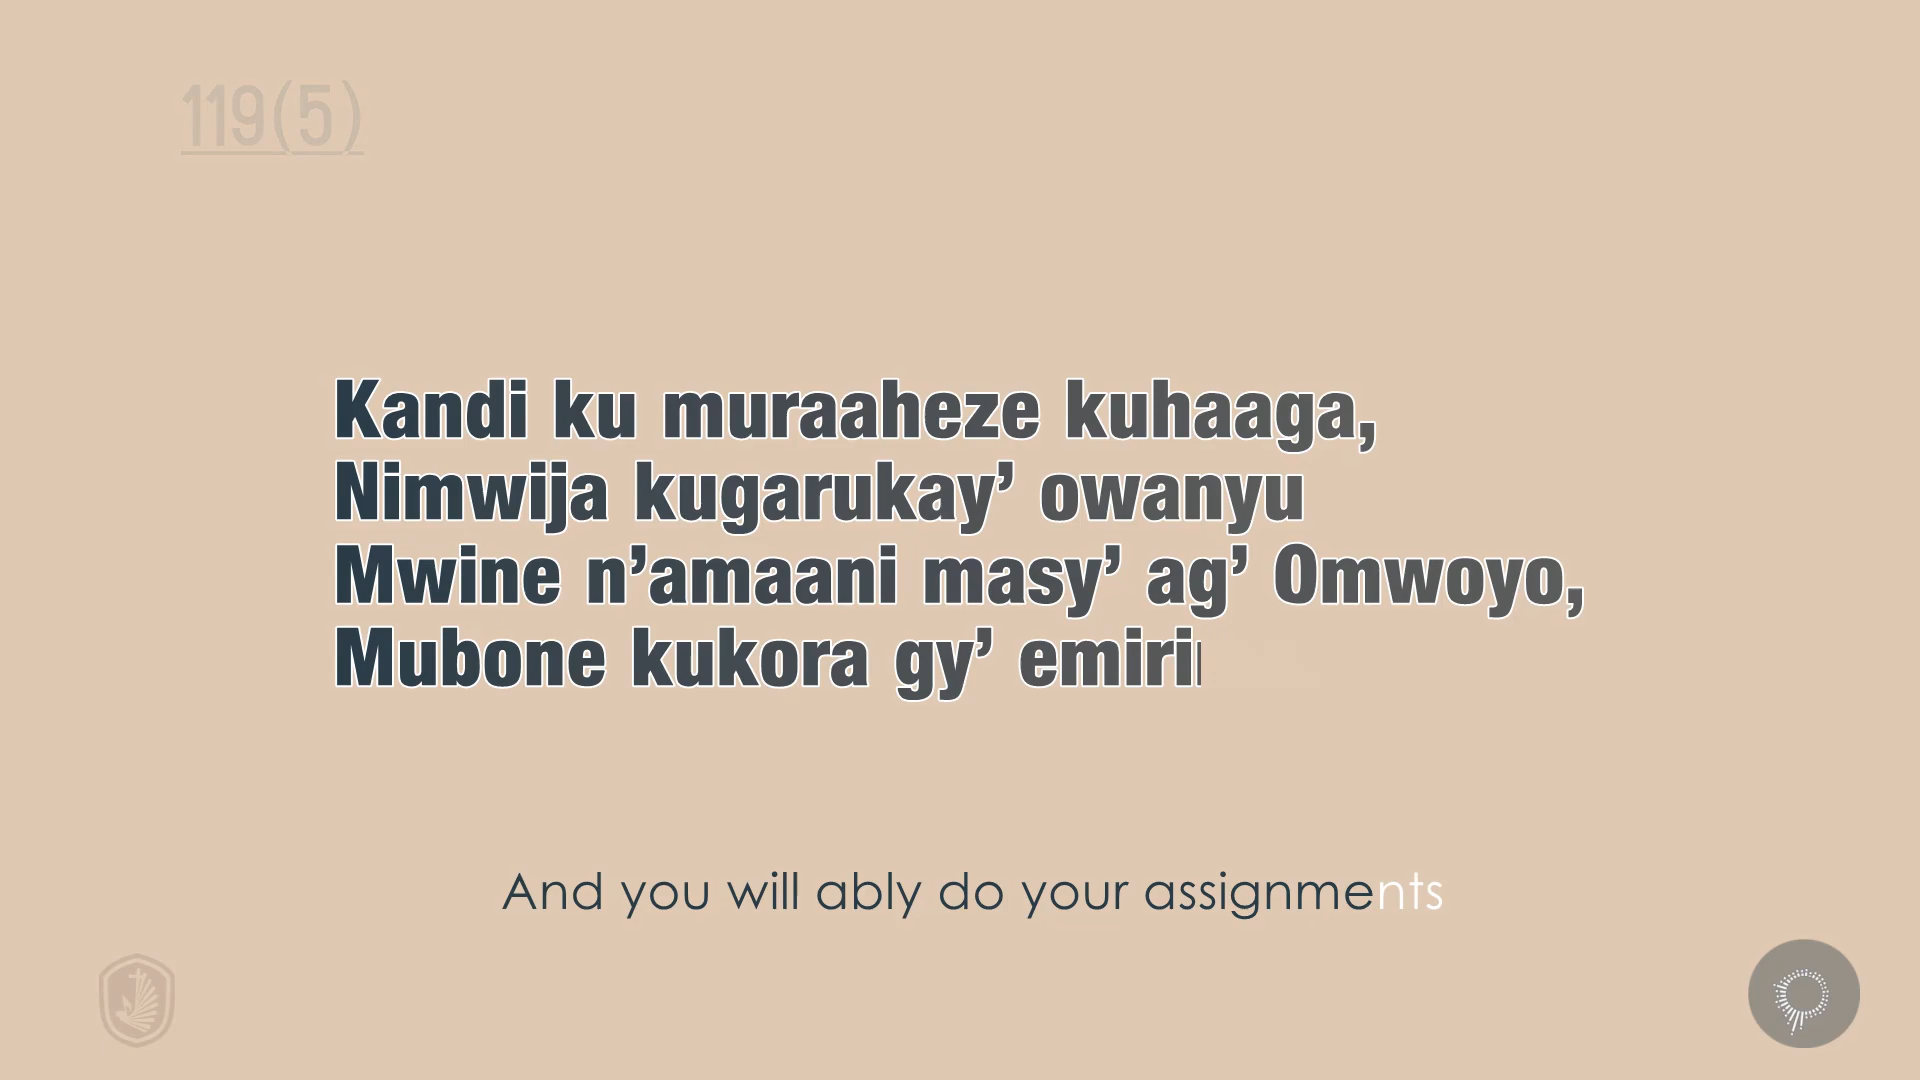 119(5)
Kandi ku muraaheze kuhaaga,
Nimwija kugarukay’ owanyu
Mwine n’amaani masy’ ag’ Omwoyo,
Mubone kukora gy’ emiri
And you will ably do your assignments